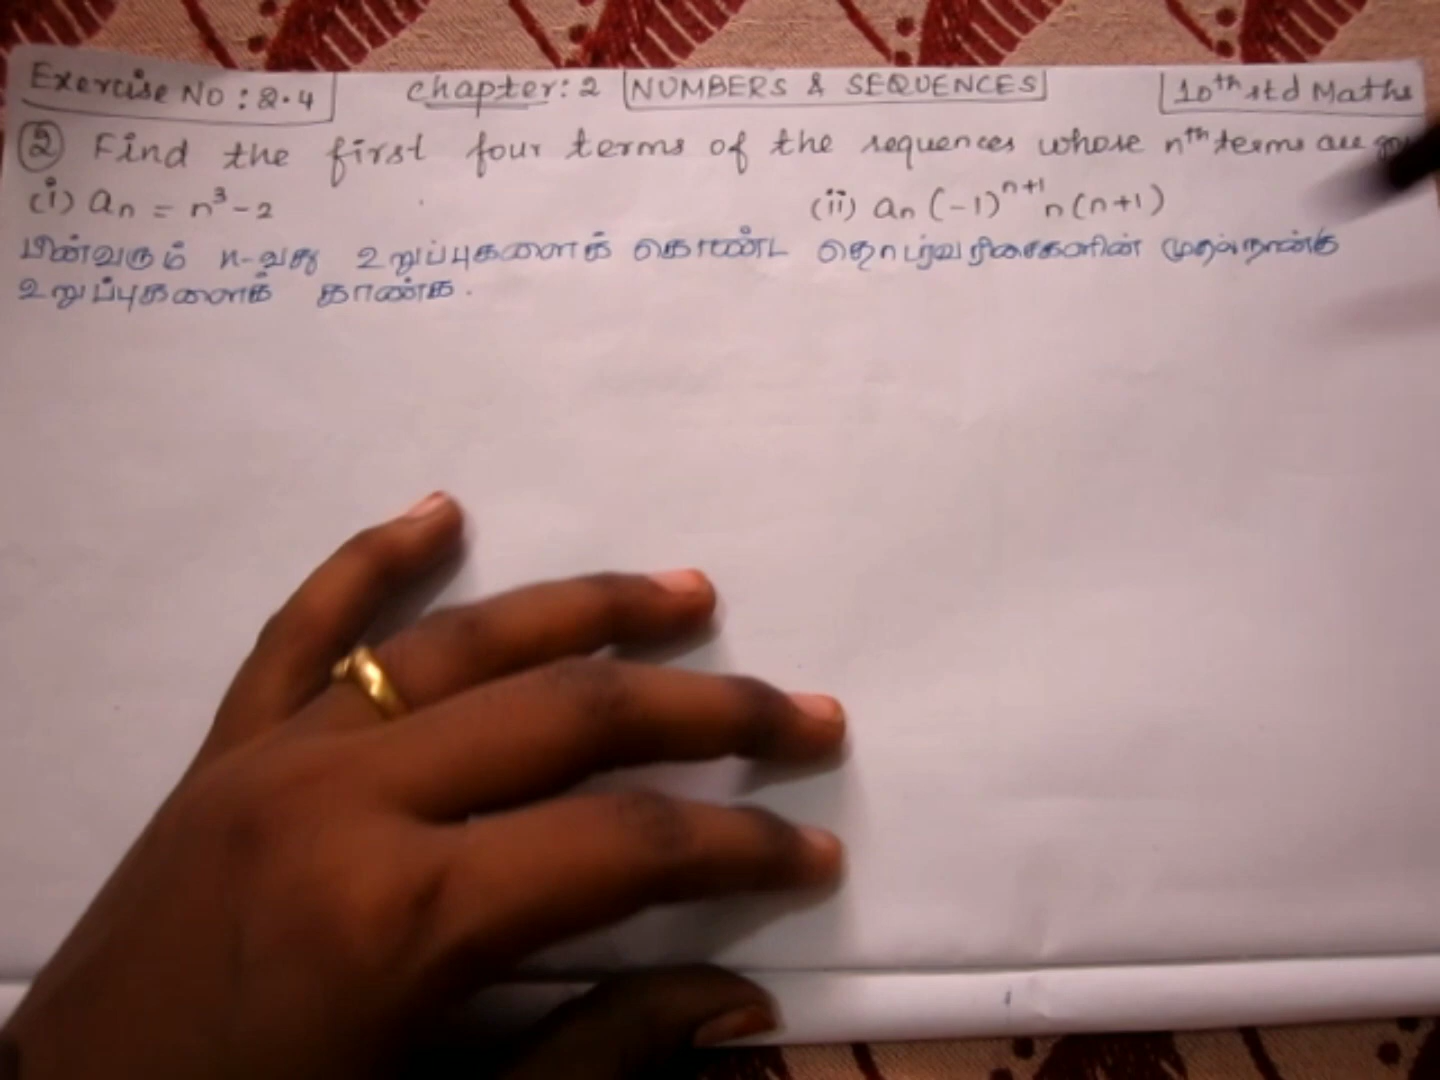 Exercise NO : 2.4
chapter: 2 NUMBERS & SEQUENCES
10th std Maths
② Find the first four terms of the sequences whose nth terms are
(i) aₙ = n³ - 2
(ii) aₙ (-1)ⁿ⁺¹ n(n+1)
பின்வரும் n-வது உறுப்புகளைக் கொண்ட தொடர்வரிசைகளின் முதல் நான்கு
உறுப்புகளைக் காண்க.